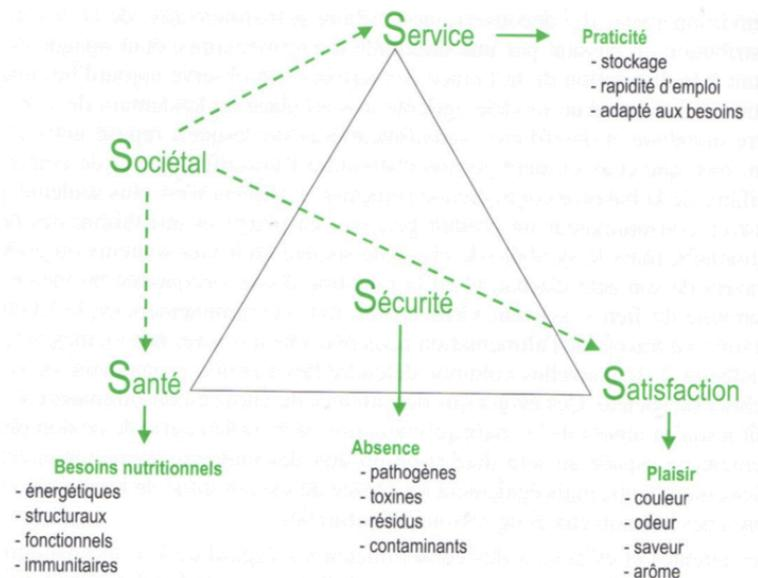 Service
Praticité
- stockage
- rapidité d'emploi
- adapté aux besoins
Sociétal
Sécurité
Santé
Satisfaction
Besoins nutritionnels
- énergétiques
- structuraux
- fonctionnels
- immunitaires
Absence
- pathogènes
- toxines
- résidus
- contaminants
Plaisir
- couleur
- odeur
- saveur
- arôme